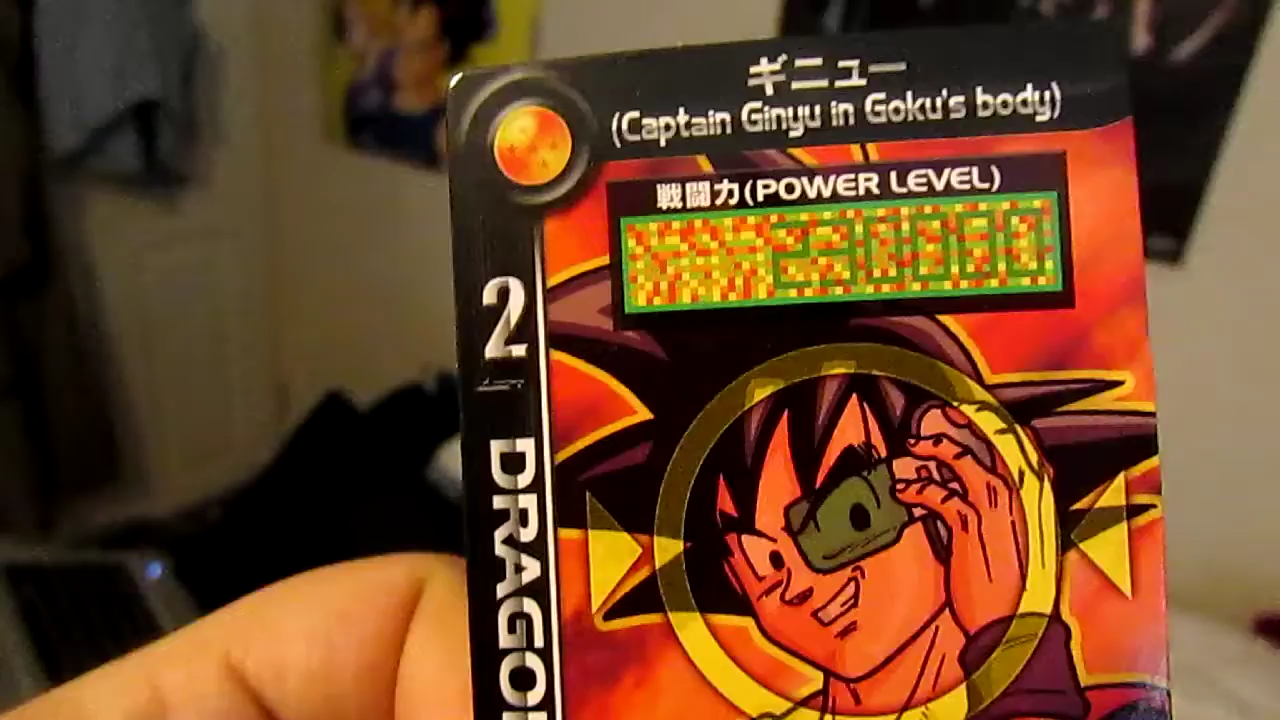 ギニュー
(Captain Ginyu in Goku's body)
戦闘力(POWER LEVEL)
2
DRAGO